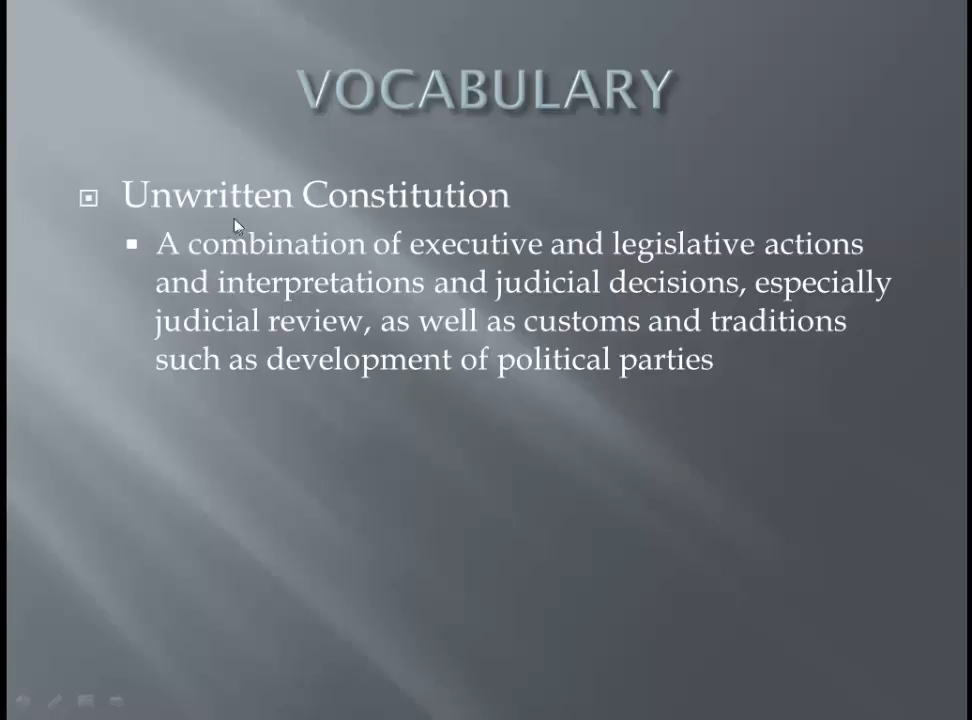 VOCABULARY
Unwritten Constitution
A combination of executive and legislative actions
and interpretations and judicial decisions, especially
judicial review, as well as customs and traditions
such as development of political parties